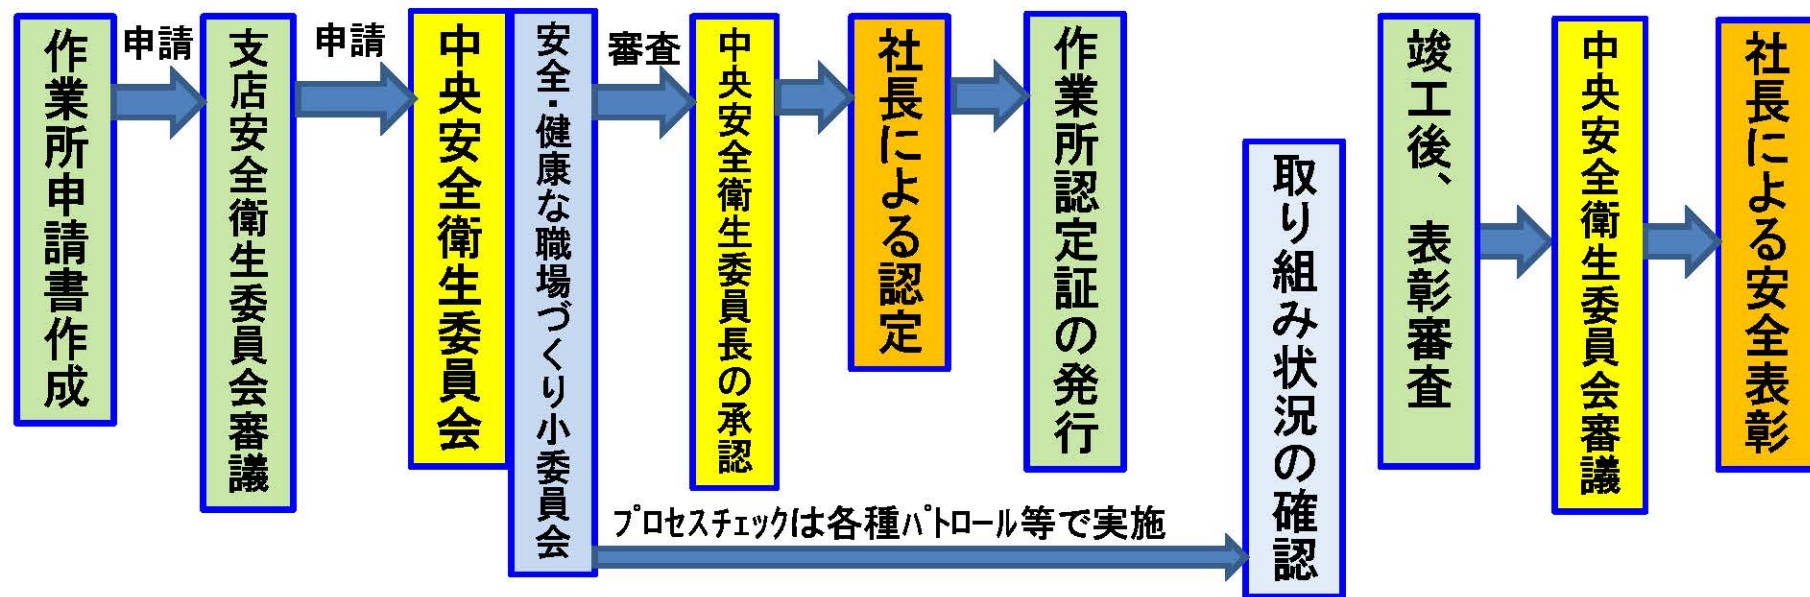 作業所申請書作成
申請
支店安全衛生委員会審議
申請
中央安全衛生委員会
安全・健康な職場づくり小委員会
審査
中央安全衛生委員長の承認
社長による認定
作業所認定証の発行
プロセスチェックは各種パトロール等で実施
取り組み状況の確認
竣工後、表彰審査
中央安全衛生委員会審議
社長による安全表彰